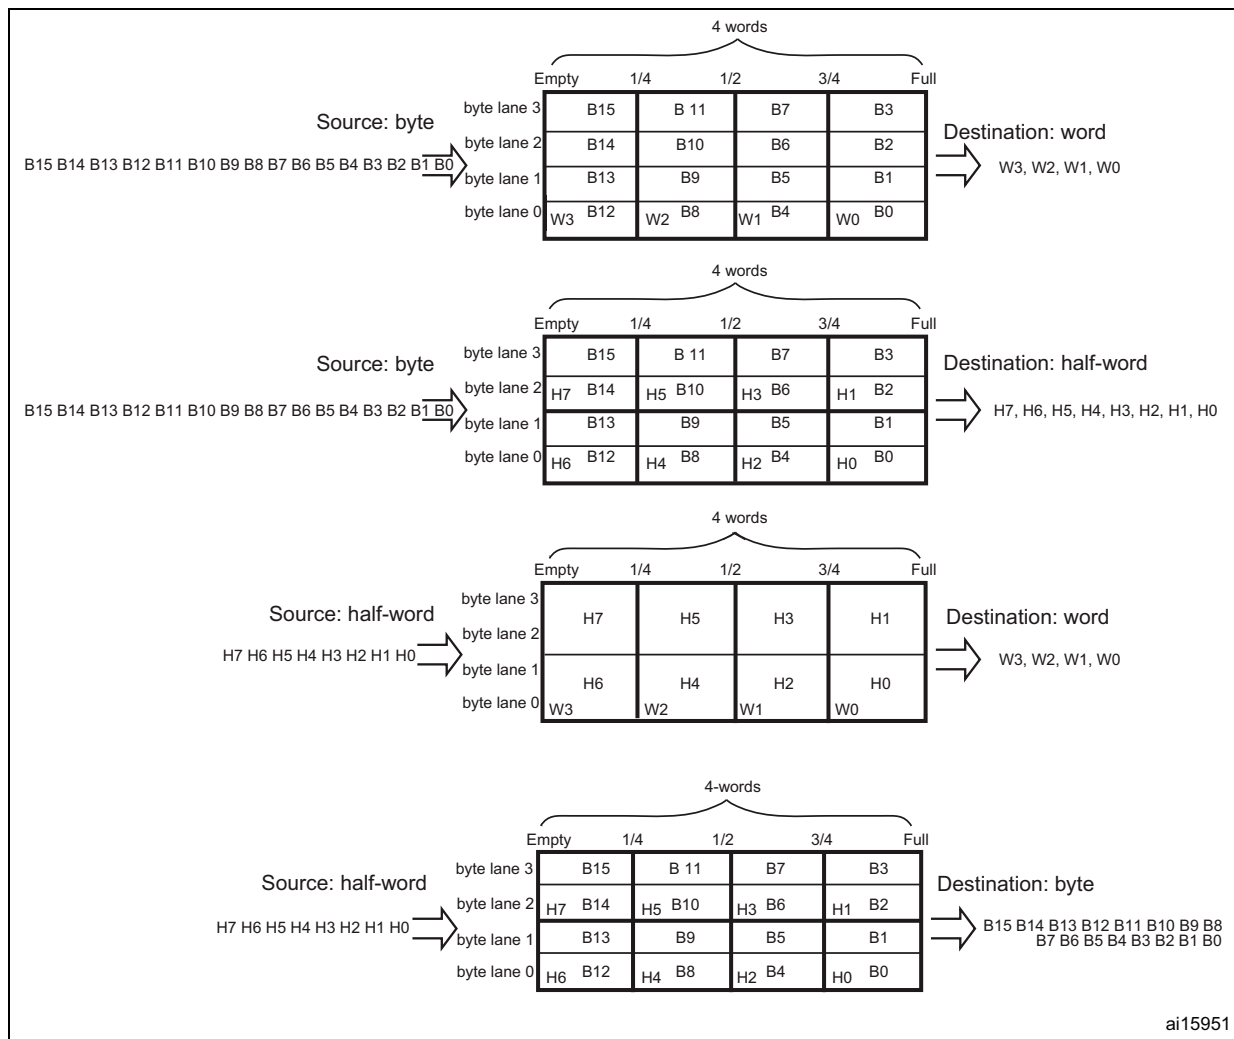 4 words
Empty 1/4 1/2 3/4 Full
byte lane 3 B15 B 11 B7 B3
Source: byte
Destination: word
byte lane 2 B14 B10 B6 B2
B15 B14 B13 B12 B11 B10 B9 B8 B7 B6 B5 B4 B3 B2 B1 B0
W3, W2, W1, W0
byte lane 1 B13 B9 B5 B1
byte lane 0 W3 B12 W2 B8 W1 B4 W0 B0
4 words
Empty 1/4 1/2 3/4 Full
byte lane 3 B15 B 11 B7 B3
Source: byte
Destination: half-word
byte lane 2 H7 B14 H5 B10 H3 B6 H1 B2
B15 B14 B13 B12 B11 B10 B9 B8 B7 B6 B5 B4 B3 B2 B1 B0
H7, H6, H5, H4, H3, H2, H1, H0
byte lane 1 B13 B9 B5 B1
byte lane 0 H6 B12 H4 B8 H2 B4 H0 B0
4 words
Empty 1/4 1/2 3/4 Full
byte lane 3
Source: half-word
H7 H5 H3 H1
Destination: word
byte lane 2
H7 H6 H5 H4 H3 H2 H1 H0
W3, W2, W1, W0
byte lane 1
H6 H4 H2 H0
byte lane 0 W3 W2 W1 W0
4-words
Empty 1/4 1/2 3/4 Full
byte lane 3 B15 B 11 B7 B3
Source: half-word
Destination: byte
byte lane 2 H7 B14 H5 B10 H3 B6 H1 B2
H7 H6 H5 H4 H3 H2 H1 H0
B15 B14 B13 B12 B11 B10 B9 B8
B7 B6 B5 B4 B3 B2 B1 B0
byte lane 1 B13 B9 B5 B1
byte lane 0 H6 B12 H4 B8 H2 B4 H0 B0
ai15951